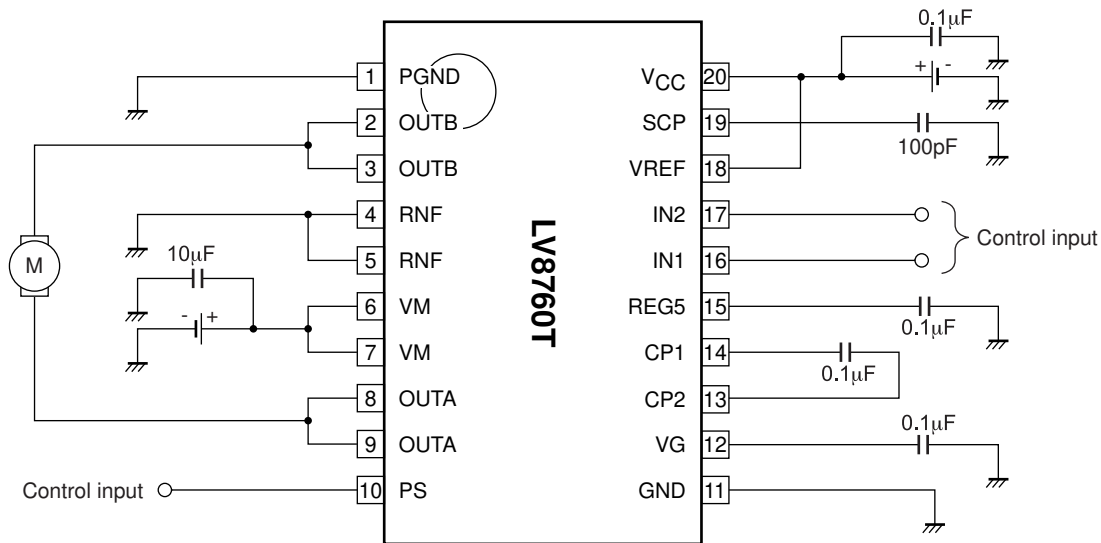 0.1µF
1 PGND VCC 20
+ -
2 OUTB SCP 19
100pF
3 OUTB VREF 18
4 RNF IN2 17
Control input
5 RNF IN1 16
10µF
6 VM REG5 15
- +
0.1µF
7 VM CP1 14
0.1µF
8 OUTA CP2 13
0.1µF
9 OUTA VG 12
Control input 10 PS GND 11
M
LV8760T